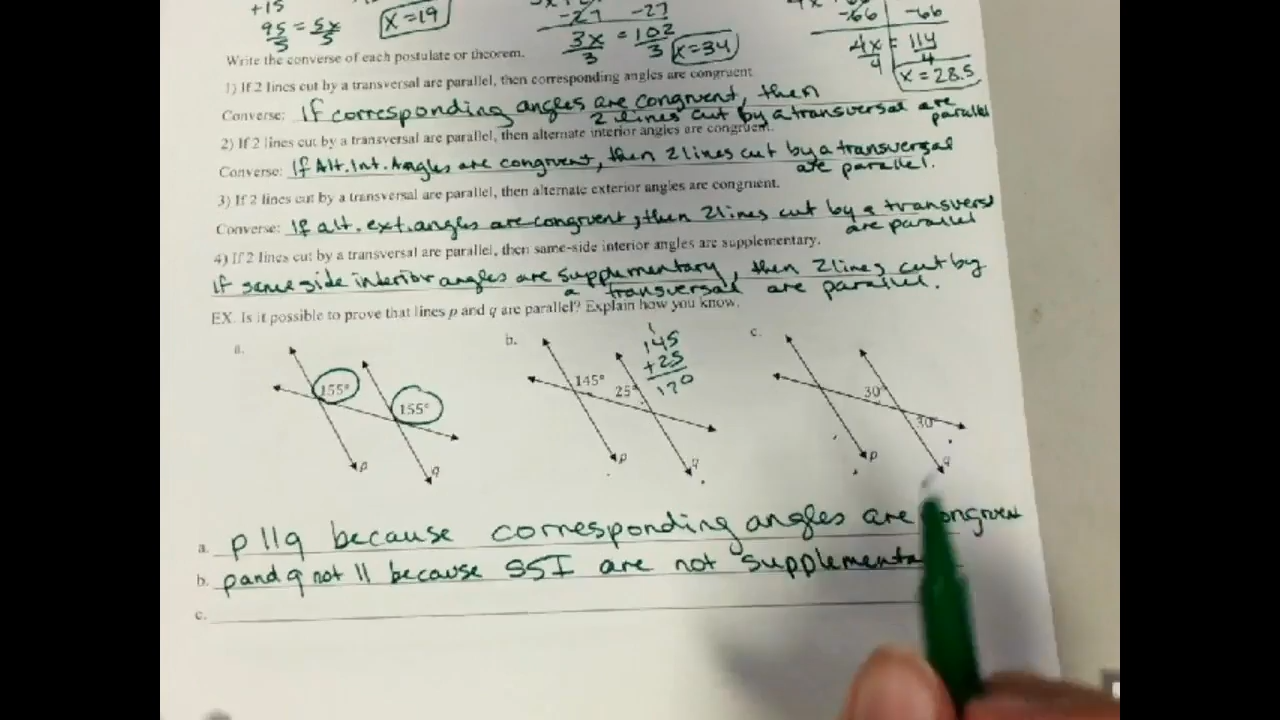 +15
95/5 = 5x/5
x=19
-27 -27
3x/3 = 102/3
x=34
-66 -66
4x/4 = 114/4
x = 28.5
Write the converse of each postulate or theorem.
1) If 2 lines cut by a transversal are parallel, then corresponding angles are congruent.
Converse: If corresponding angles are congruent, then
2 lines cut by a transversal are parallel
2) If 2 lines cut by a transversal are parallel, then alternate interior angles are congruent.
Converse: If Alt. Int. Angles are congruent, then 2 lines cut by a transversal
are parallel.
3) If 2 lines cut by a transversal are parallel, then alternate exterior angles are congruent.
Converse: If alt. ext. angles are congruent, then 2 lines cut by a transversal
are parallel
4) If 2 lines cut by a transversal are parallel, then same-side interior angles are supplementary.
If same side interior angles are supplementary, then 2 lines cut by
a transversal are parallel.
EX. Is it possible to prove that lines p and q are parallel? Explain how you know.
a.
155°
155°
p
q
b.
145°
25°
p
q
1
145
+25
170
c.
30°
30°
p
q
a. p || q because corresponding angles are congruent
b. p and q not || because SSI are not
c.